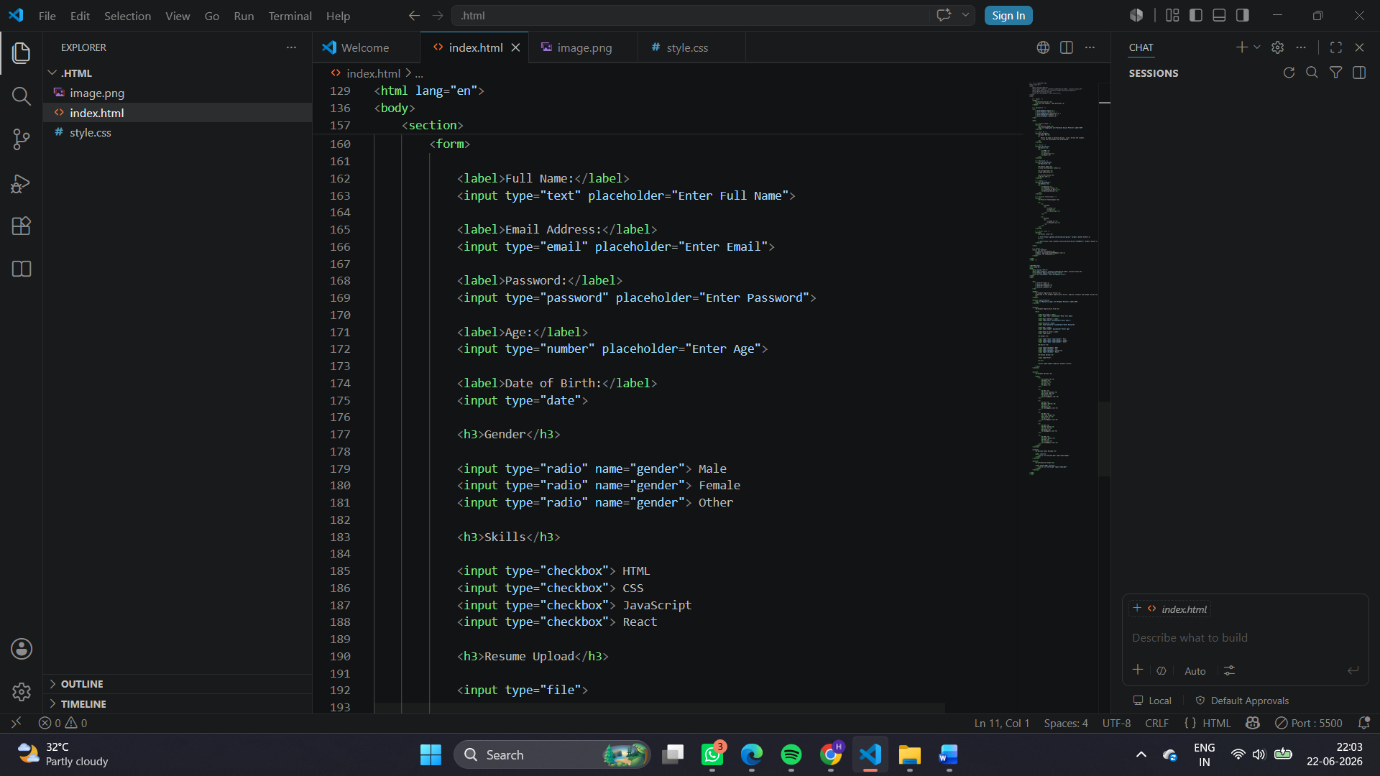 File Edit Selection View Go Run Terminal Help
.html
Sign In
EXPLORER
.HTML
image.png
index.html
style.css
OUTLINE
TIMELINE
Welcome
index.html
image.png
style.css
index.html > ...
129 <html lang="en">
136 <body>
157 <section>
160 <form>
161
162 <label>Full Name:</label>
163 <input type="text" placeholder="Enter Full Name">
164
165 <label>Email Address:</label>
166 <input type="email" placeholder="Enter Email">
167
168 <label>Password:</label>
169 <input type="password" placeholder="Enter Password">
170
171 <label>Age:</label>
172 <input type="number" placeholder="Enter Age">
173
174 <label>Date of Birth:</label>
175 <input type="date">
176
177 <h3>Gender</h3>
178
179 <input type="radio" name="gender"> Male
180 <input type="radio" name="gender"> Female
181 <input type="radio" name="gender"> Other
182
183 <h3>Skills</h3>
184
185 <input type="checkbox"> HTML
186 <input type="checkbox"> CSS
187 <input type="checkbox"> JavaScript
188 <input type="checkbox"> React
189
190 <h3>Resume Upload</h3>
191
192 <input type="file">
193
CHAT
SESSIONS
index.html
Describe what to build
Auto
Local
Default Approvals
0 0
Ln 11, Col 1
Spaces: 4
UTF-8
CRLF
{ } HTML
Port : 5500
32°C
Partly cloudy
Search
3
H
ENG
IN
22:03
22-06-2026